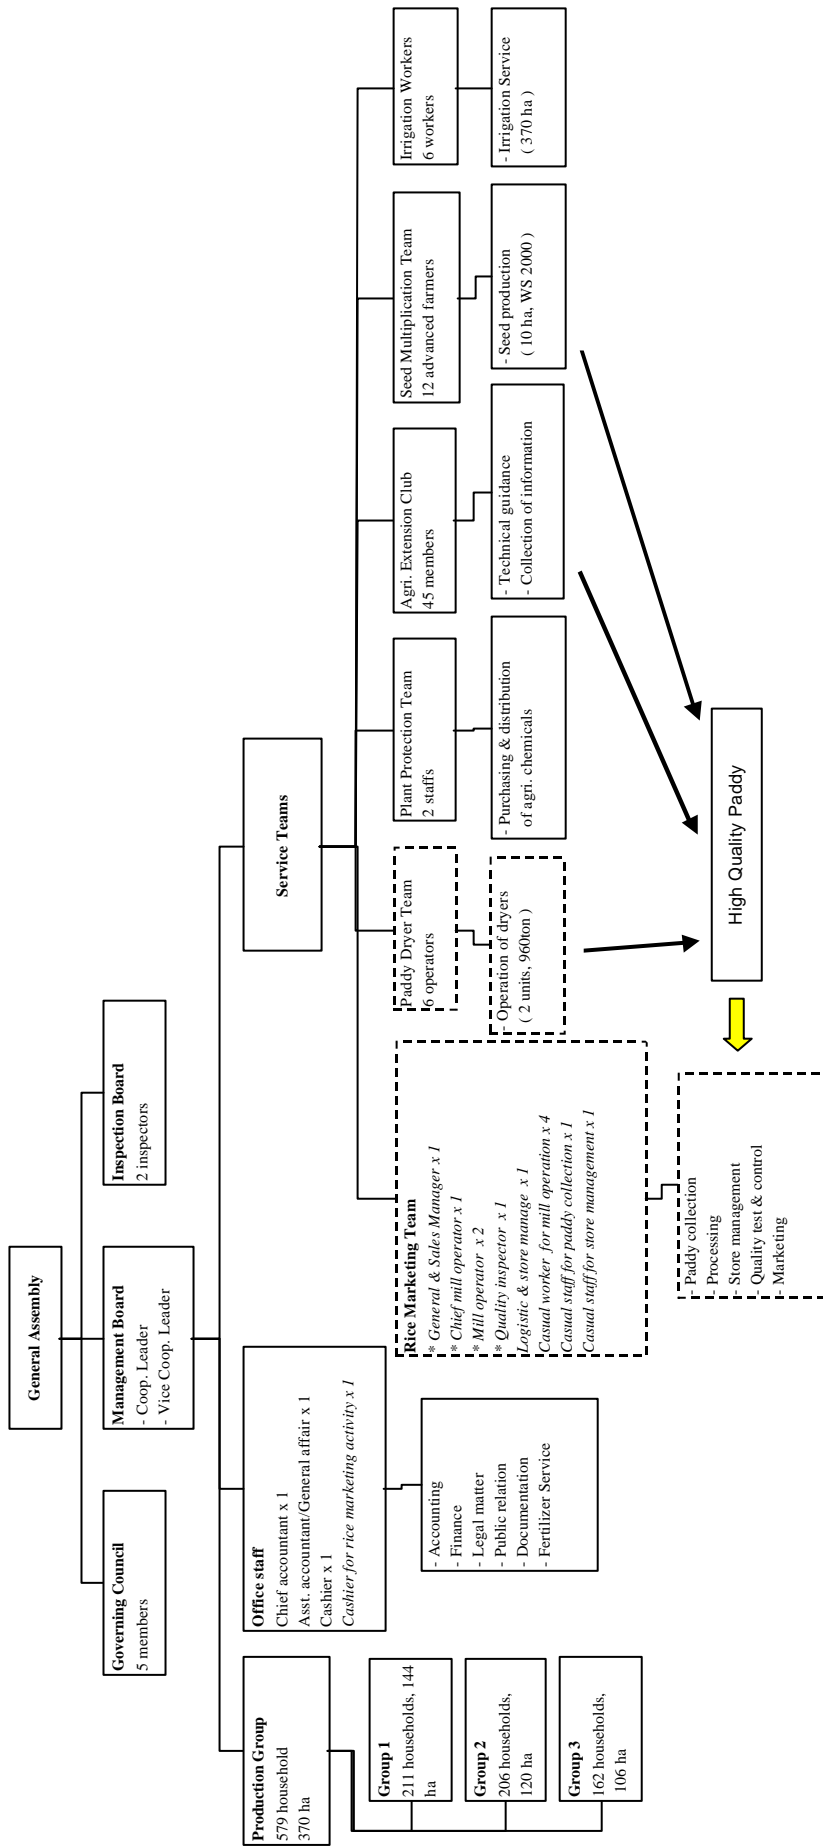 General Assembly
Governing Council
5 members
Management Board
- Coop. Leader
- Vice Coop. Leader
Inspection Board
2 inspectors
Production Group
579 household
370 ha
Group 1
211 households, 144
ha
Group 2
206 households,
120 ha
Group 3
162 households,
106 ha
Office staff
Chief accountant x 1
Asst. accountant/General affair x 1
Cashier x 1
Cashier for rice marketing activity x 1
- Accounting
- Finance
- Legal matter
- Public relation
- Documentation
- Fertilizer Service
Service Teams
Rice Marketing Team
* General & Sales Manager x 1
* Chief mill operator x 1
* Mill operator x 2
* Quality inspector x 1
Logistic & store manage x 1
Casual worker for mill operation x 4
Casual staff for paddy collection x 1
Casual staff for store management x 1
- Paddy collection
- Processing
- Store management
- Quality test & control
- Marketing
Paddy Dryer Team
6 operators
- Operation of dryers
( 2 units, 960ton )
Plant Protection Team
2 staffs
- Purchasing & distribution
of agri. chemicals
Agri. Extension Club
45 members
- Technical guidance
- Collection of information
Seed Multiplication Team
12 advanced farmers
- Seed production
( 10 ha, WS 2000 )
Irrigation Workers
6 workers
- Irrigation Service
( 370 ha )
High Quality Paddy